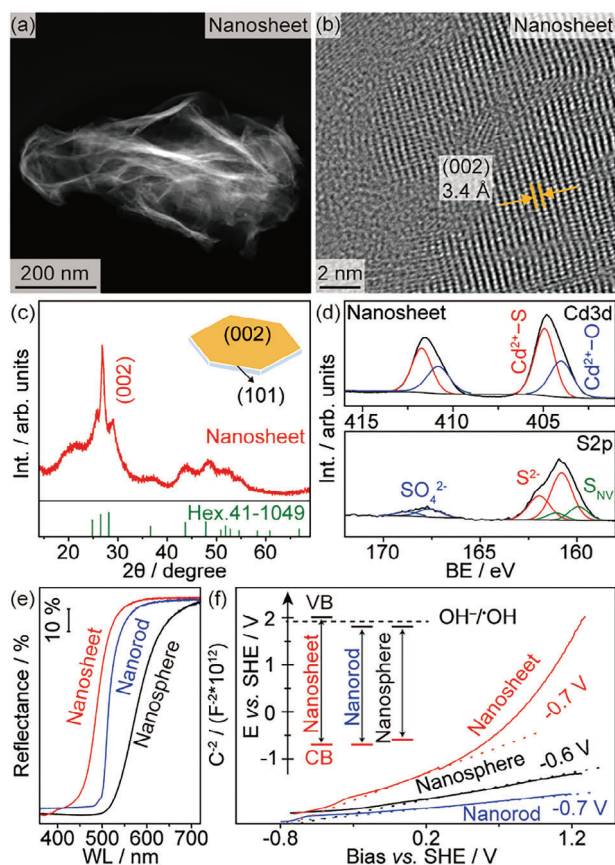 (a) Nanosheet
200 nm
(b) Nanosheet
(002)
3.4 Å
2 nm
(c)
Int. / arb. units
(002)
(002)
(101)
Nanosheet
Hex.41-1049
20 30 40 50 60
2θ / degree
(d)
Int. / arb. units
Nanosheet Cd3d
Cd²⁺–S
Cd²⁺–O
415 410 405
S2p
SO₄²⁻
S²⁻
S_NV
170 165 160
BE / eV
(e)
Reflectance / %
10 %
Nanosheet
Nanorod
Nanosphere
400 500 600 700
WL / nm
(f)
C⁻² / (F⁻²*10¹²)
E vs. SHE / V
2
1
0
-1
VB
CB
Nanosheet
Nanorod
Nanosphere
OH⁻/•OH
Nanosheet
-0.7 V
Nanosphere
-0.6 V
Nanorod
-0.7 V
-0.8 0.2 1.2
Bias vs. SHE / V